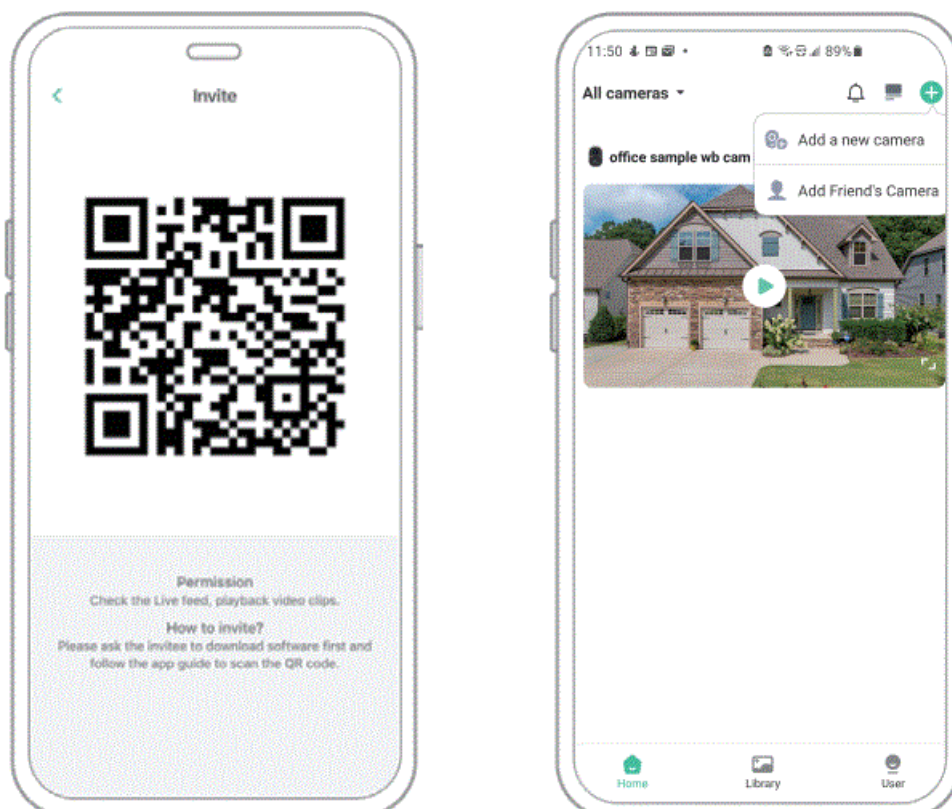 Invite
Permission
Check the Live feed, playback video clips.
How to invite?
Please ask the invitee to download software first and
follow the app guide to scan the QR code.
11:50
89%
All cameras
Add a new camera
office sample wb cam
Add Friend's Camera
Home
Library
User